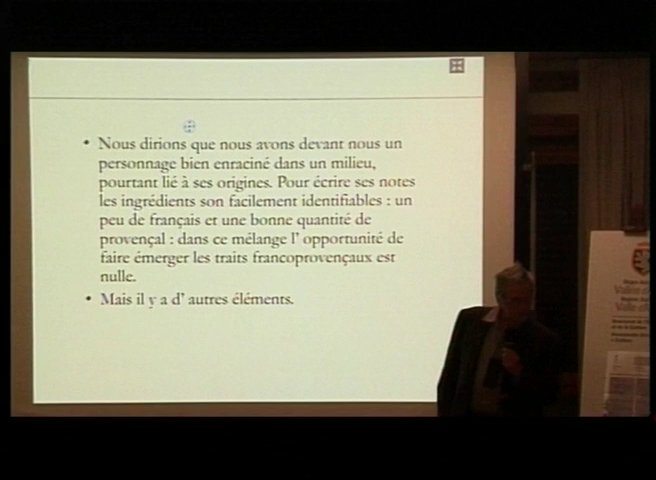 • Nous dirions que nous avons devant nous un
personnage bien enraciné dans un milieu,
pourtant lié à ses origines. Pour écrire ses notes
les ingrédients son facilement identifiables : un
peu de français et une bonne quantité de
provençal : dans ce mélange l' opportunité de
faire émerger les traits francoprovençaux est
nulle.
• Mais il y a d' autres éléments.